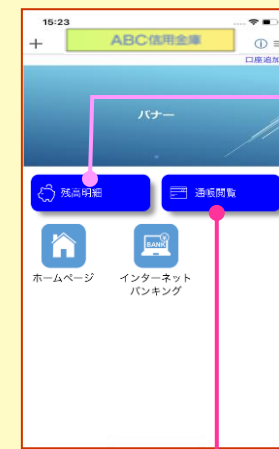 15:23
ABC信用金庫
口座追加
バナー
残高明細
通帳閲覧
BANK
ホームページ
インターネット
バンキング